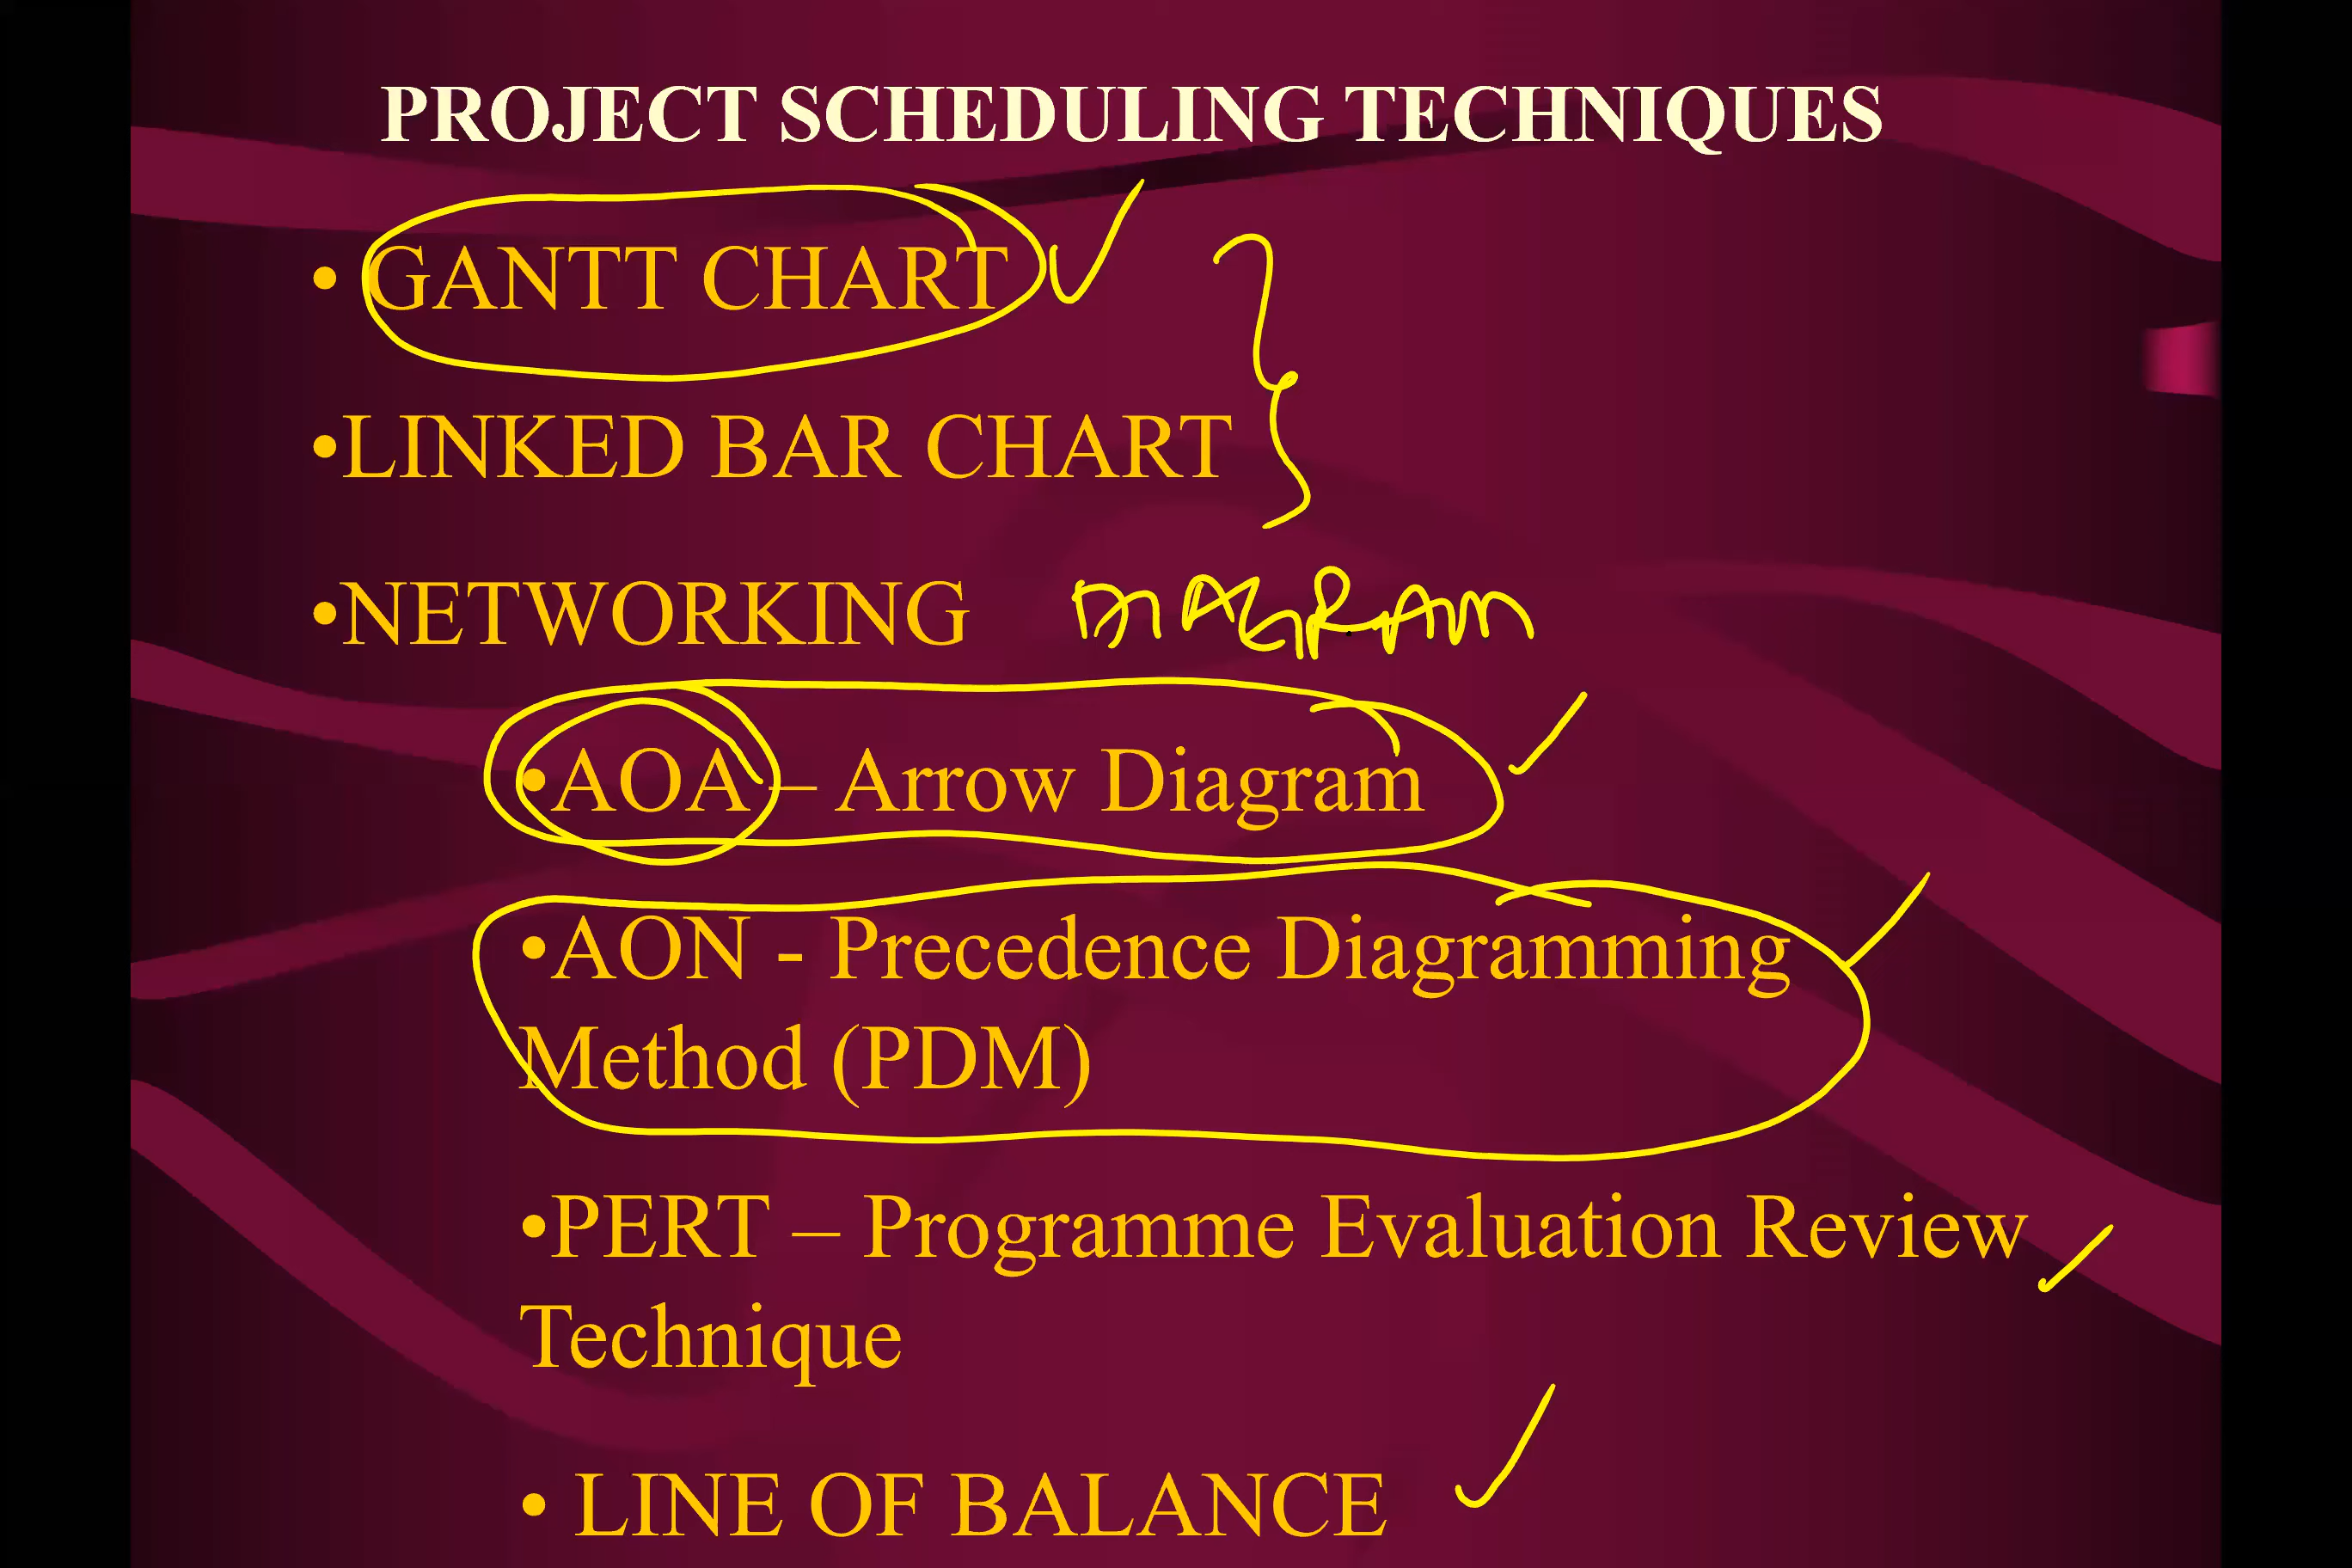 PROJECT SCHEDULING TECHNIQUES
• GANTT CHART
•LINKED BAR CHART
•NETWORKING DIAGRAM
•AOA – Arrow Diagram
•AON - Precedence Diagramming
Method (PDM)
•PERT – Programme Evaluation Review
Technique
• LINE OF BALANCE